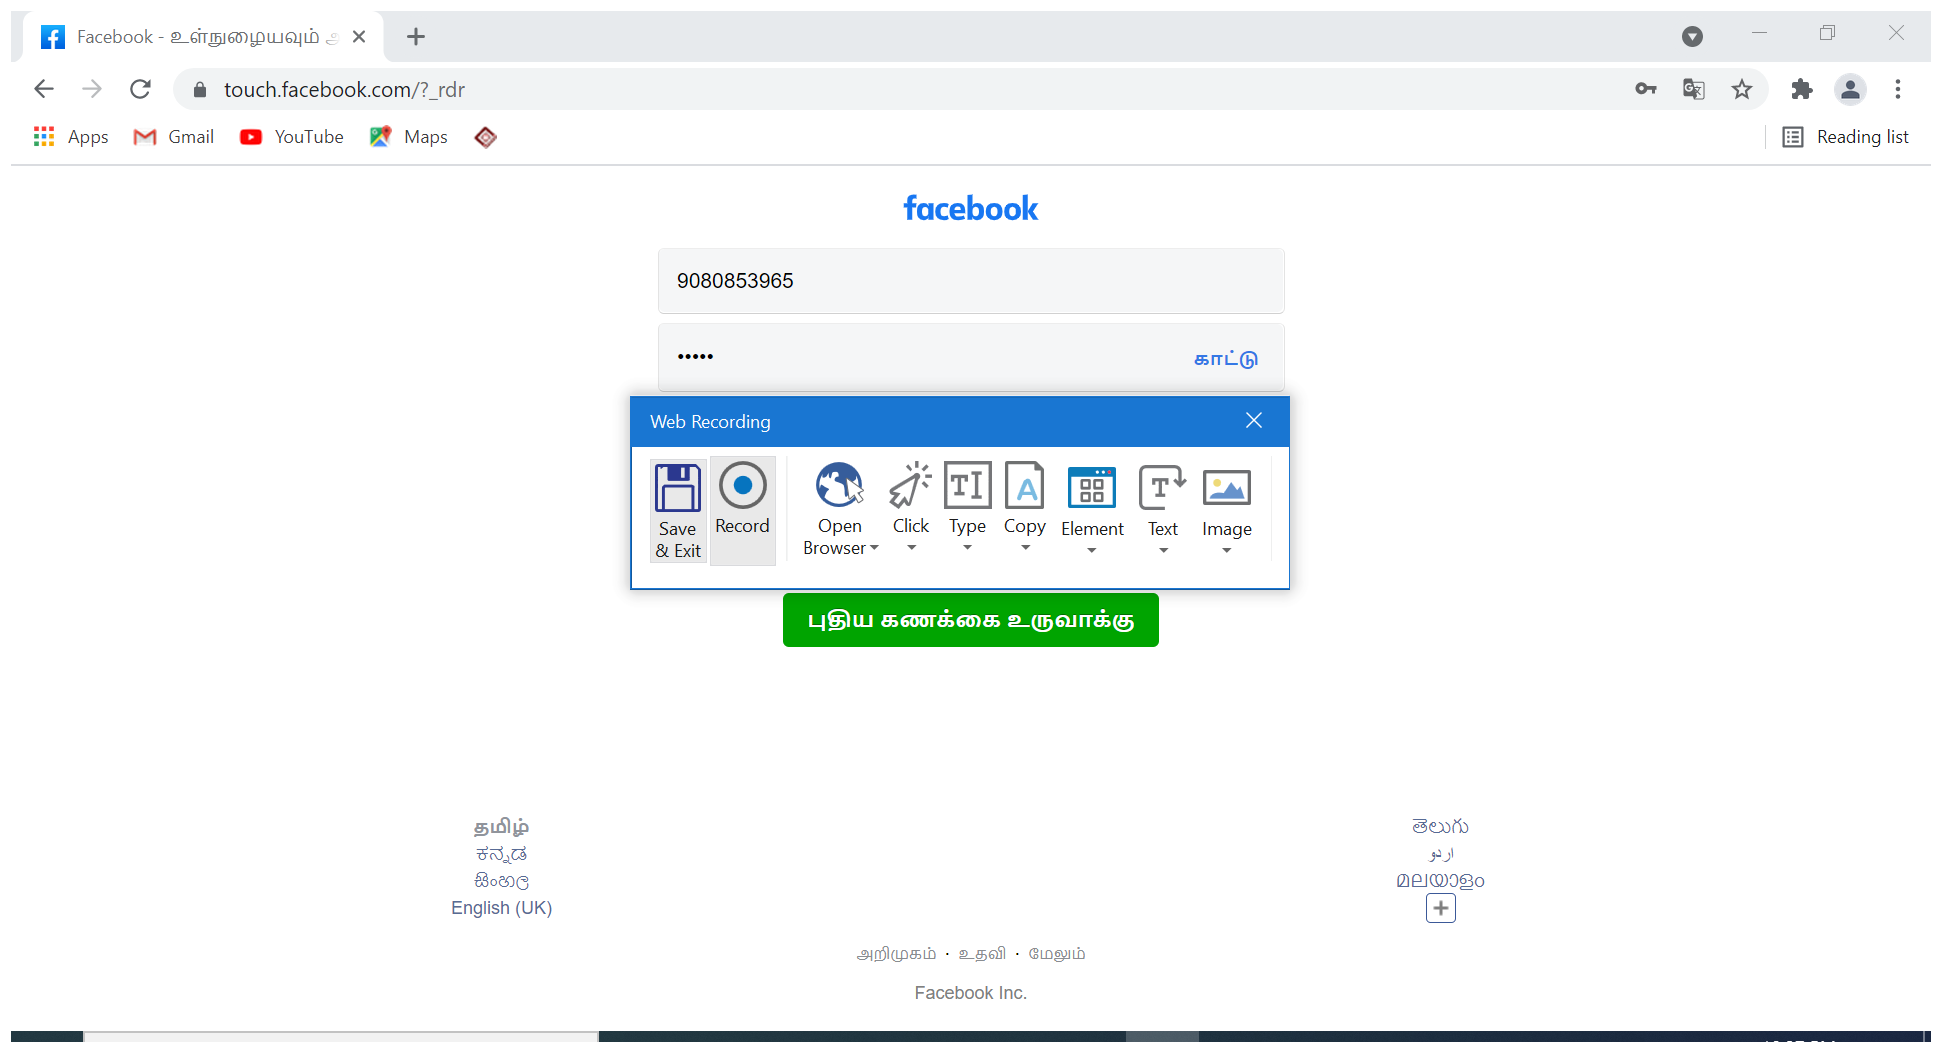 Facebook - உள்நுழையவும் அ
touch.facebook.com/?_rdr
Apps Gmail YouTube Maps Reading list
facebook
9080853965
••••• காட்டு
Web Recording
Save & Exit
Record
Open Browser
Click
Type
Copy
Element
Text
Image
புதிய கணக்கை உருவாக்கு
தமிழ்
ಕನ್ನಡ
සිංහල
English (UK)
తెలుగు
اردو
മലയാളം
அறிமுகம் · உதவி · மேலும்
Facebook Inc.